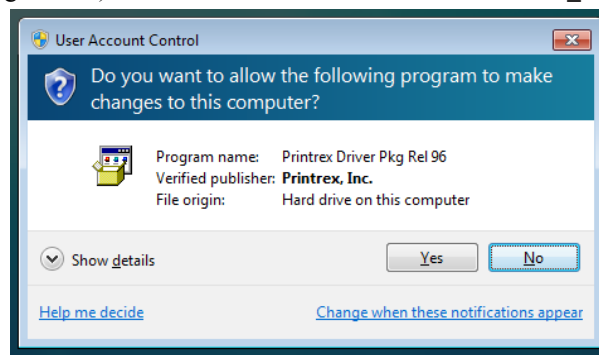 User Account Control
Do you want to allow the following program to make
changes to this computer?
Program name: Printrex Driver Pkg Rel 96
Verified publisher: Printrex, Inc.
File origin: Hard drive on this computer
Show details
Yes No
Help me decide Change when these notifications appear